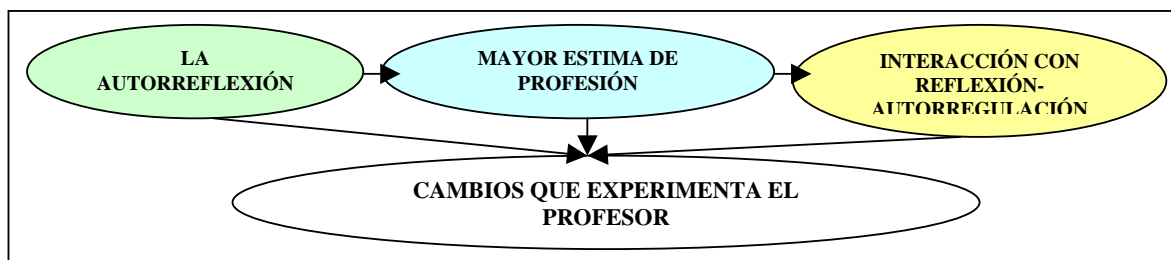 LA
AUTORREFLEXIÓN
MAYOR ESTIMA DE
PROFESIÓN
INTERACCIÓN CON
REFLEXIÓN-
AUTORREGULACIÓN
CAMBIOS QUE EXPERIMENTA EL
PROFESOR